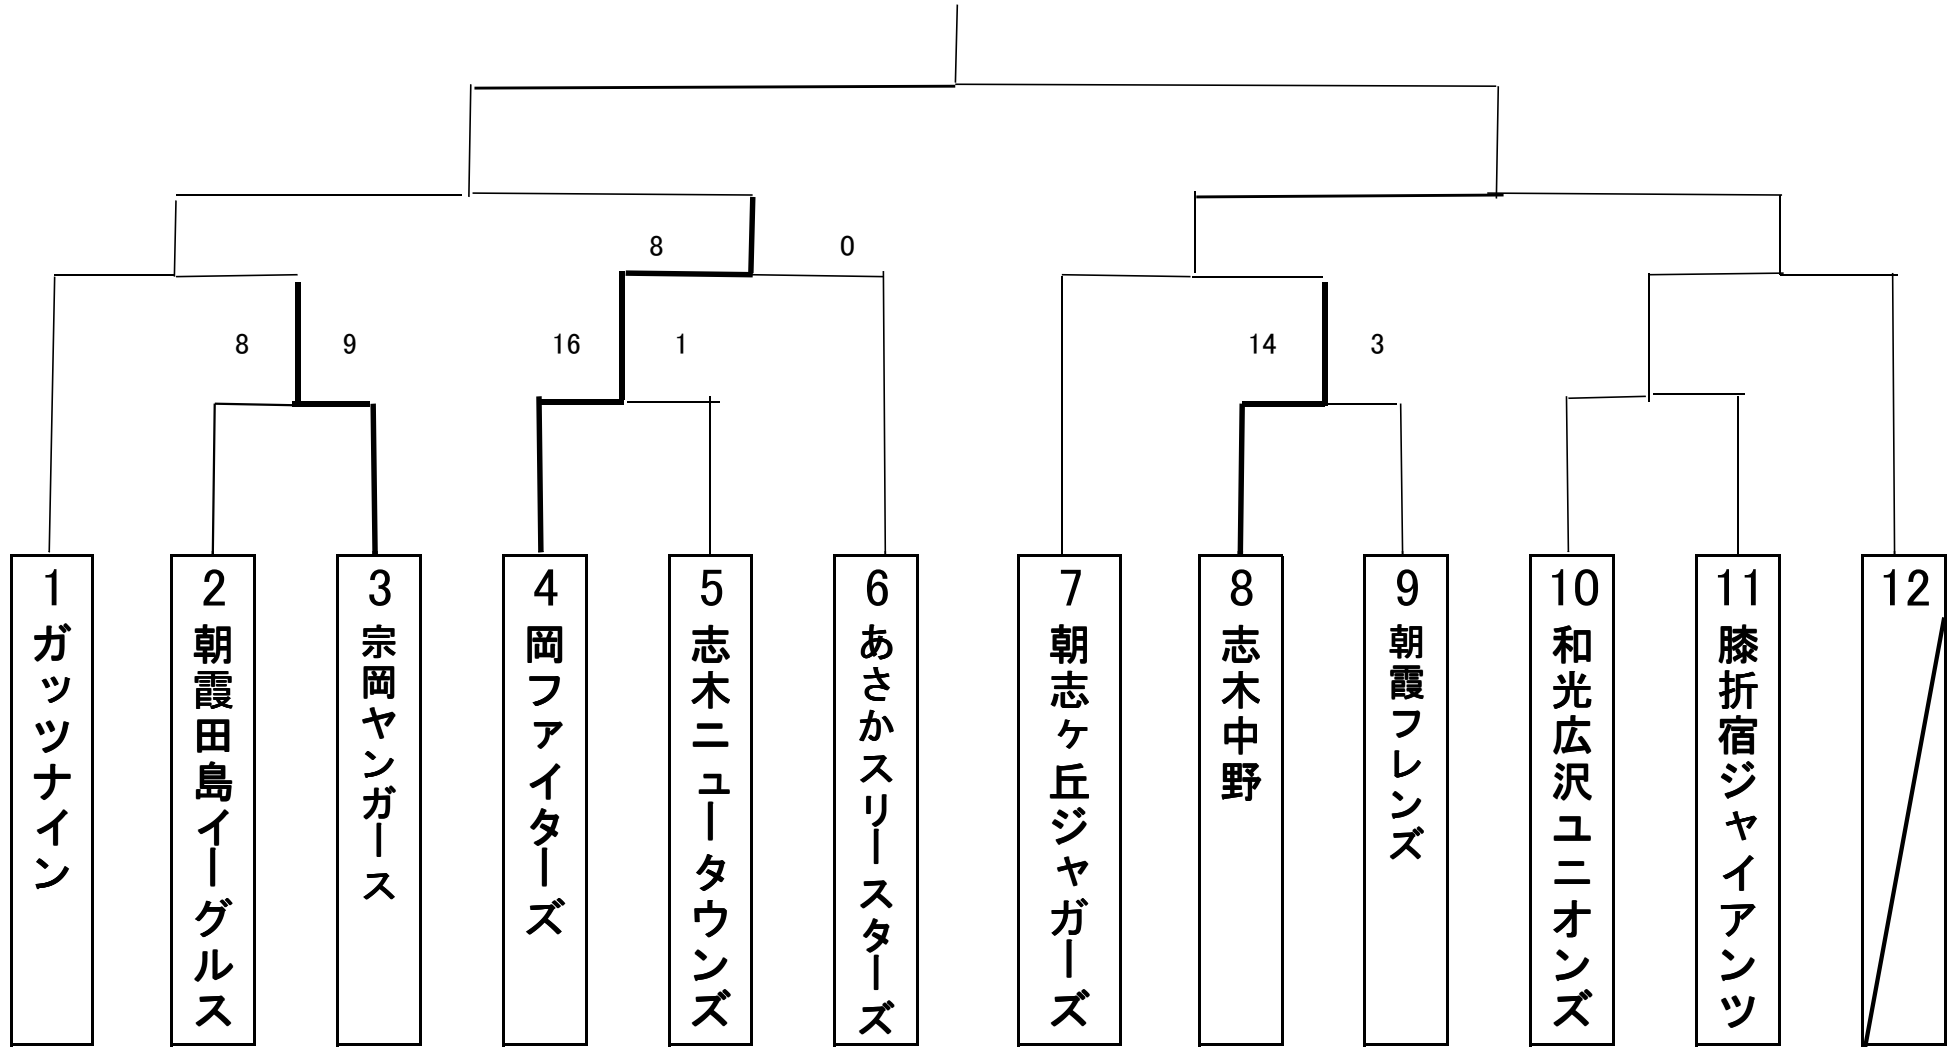 8 0
8 9 16 1 14 3
1 ガッツナイン
2 朝霞田島イーグルス
3 宗岡ヤンガース
4 岡ファイターズ
5 志木ニュータウンズ
6 あさかスリースターズ
7 朝志ヶ丘ジャガーズ
8 志木中野
9 朝霞フレンズ
10 和光広沢ユニオンズ
11 膝折宿ジャイアンツ
12